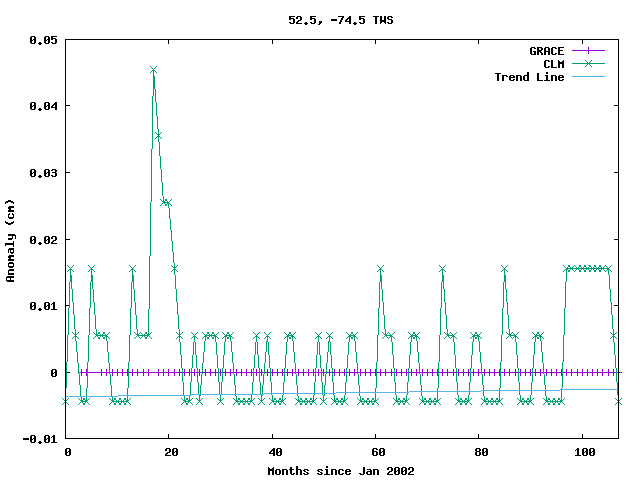 52.5, -74.5 TWS
0.05
GRACE
CLM
Trend Line
0.04
0.03
0.02
0.01
0
-0.01
Anomaly (cm)
0 20 40 60 80 100
Months since Jan 2002